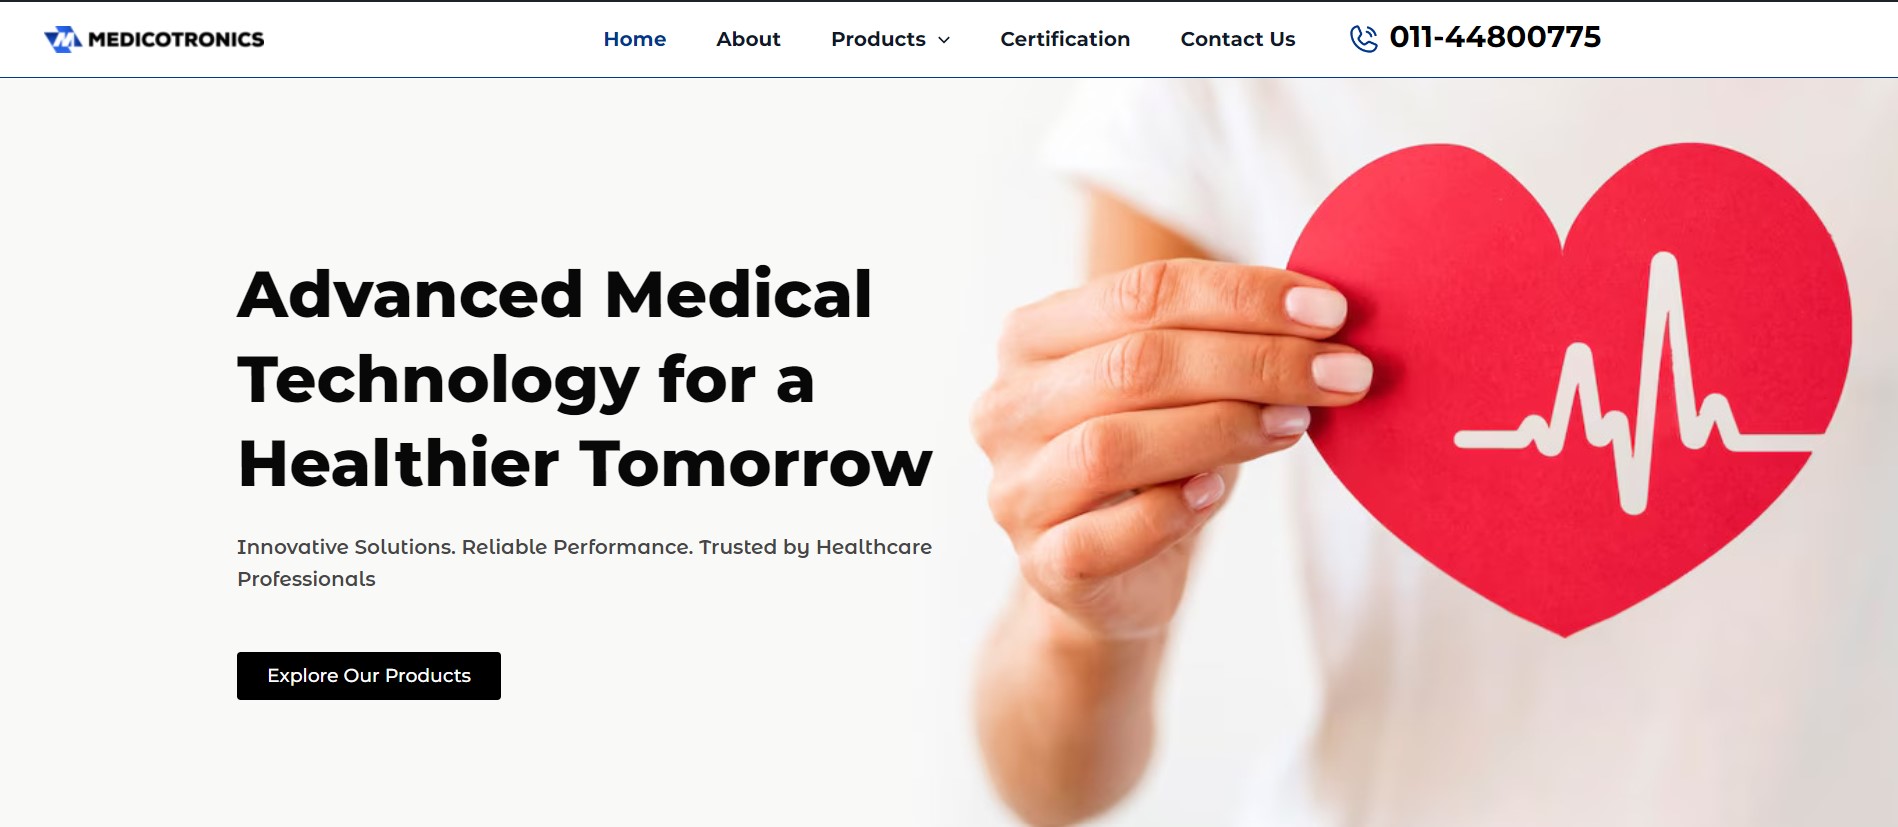 MEDICOTRONICS
Home
About
Products
Certification
Contact Us
011-44800775
Advanced Medical
Technology for a
Healthier Tomorrow
Innovative Solutions. Reliable Performance. Trusted by Healthcare
Professionals
Explore Our Products